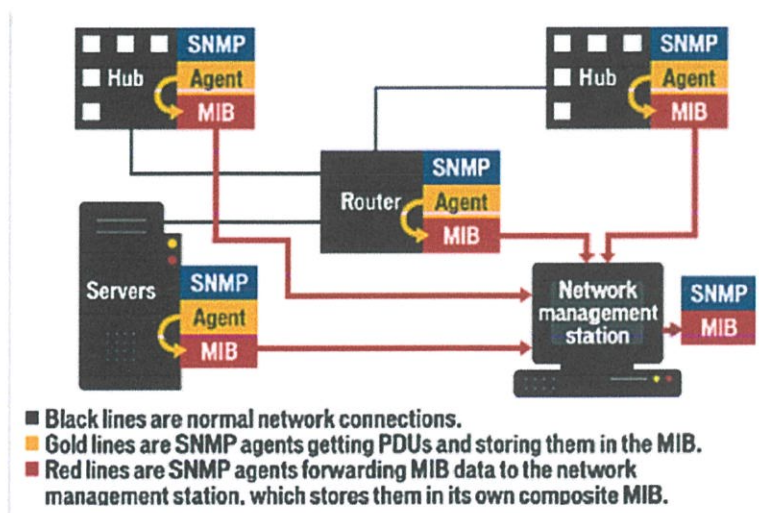 SNMP
Hub
Agent
MIB
SNMP
Hub
Agent
MIB
SNMP
Router
Agent
MIB
SNMP
Servers
Agent
MIB
Network
management
station
SNMP
MIB
Black lines are normal network connections.
Gold lines are SNMP agents getting PDUs and storing them in the MIB.
Red lines are SNMP agents forwarding MIB data to the network
management station, which stores them in its own composite MIB.